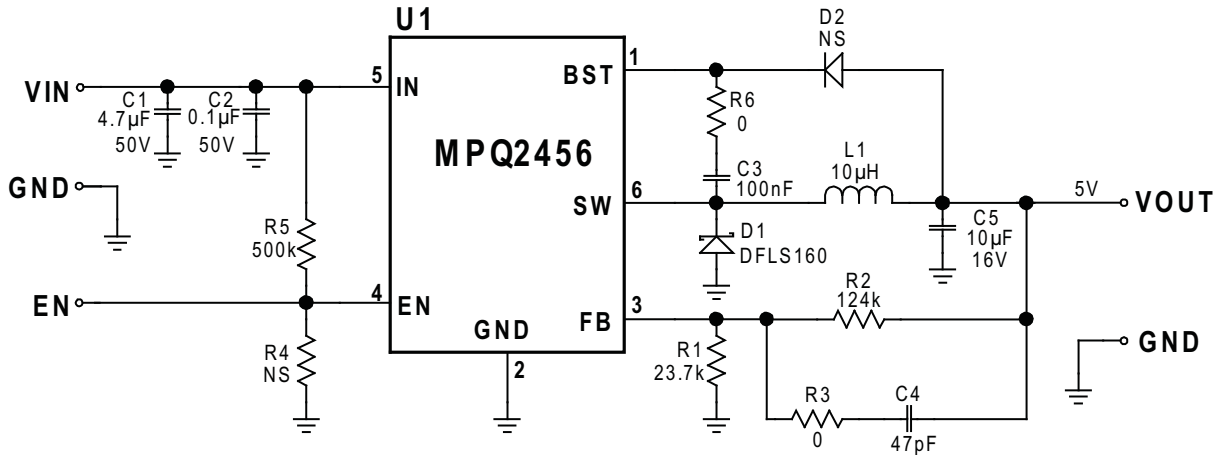 U1
D2
NS
1
BST
5
IN
VIN
C1
4.7µF
50V
C2
0.1µF
50V
R6
0
MPQ2456
L1
10µH
C3
100nF
GND
6
SW
5V
VOUT
R5
500k
D1
DFLS160
C5
10µF
16V
R2
124k
EN
4
EN
3
FB
GND
2
R4
NS
R1
23.7k
GND
R3
0
C4
47pF